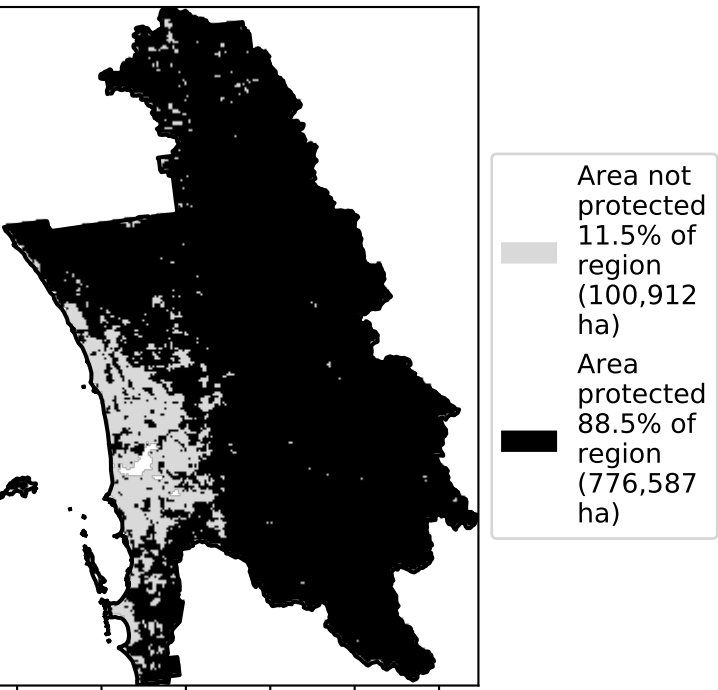 Area not
protected
11.5% of
region
(100,912
ha)
Area
protected
88.5% of
region
(776,587
ha)